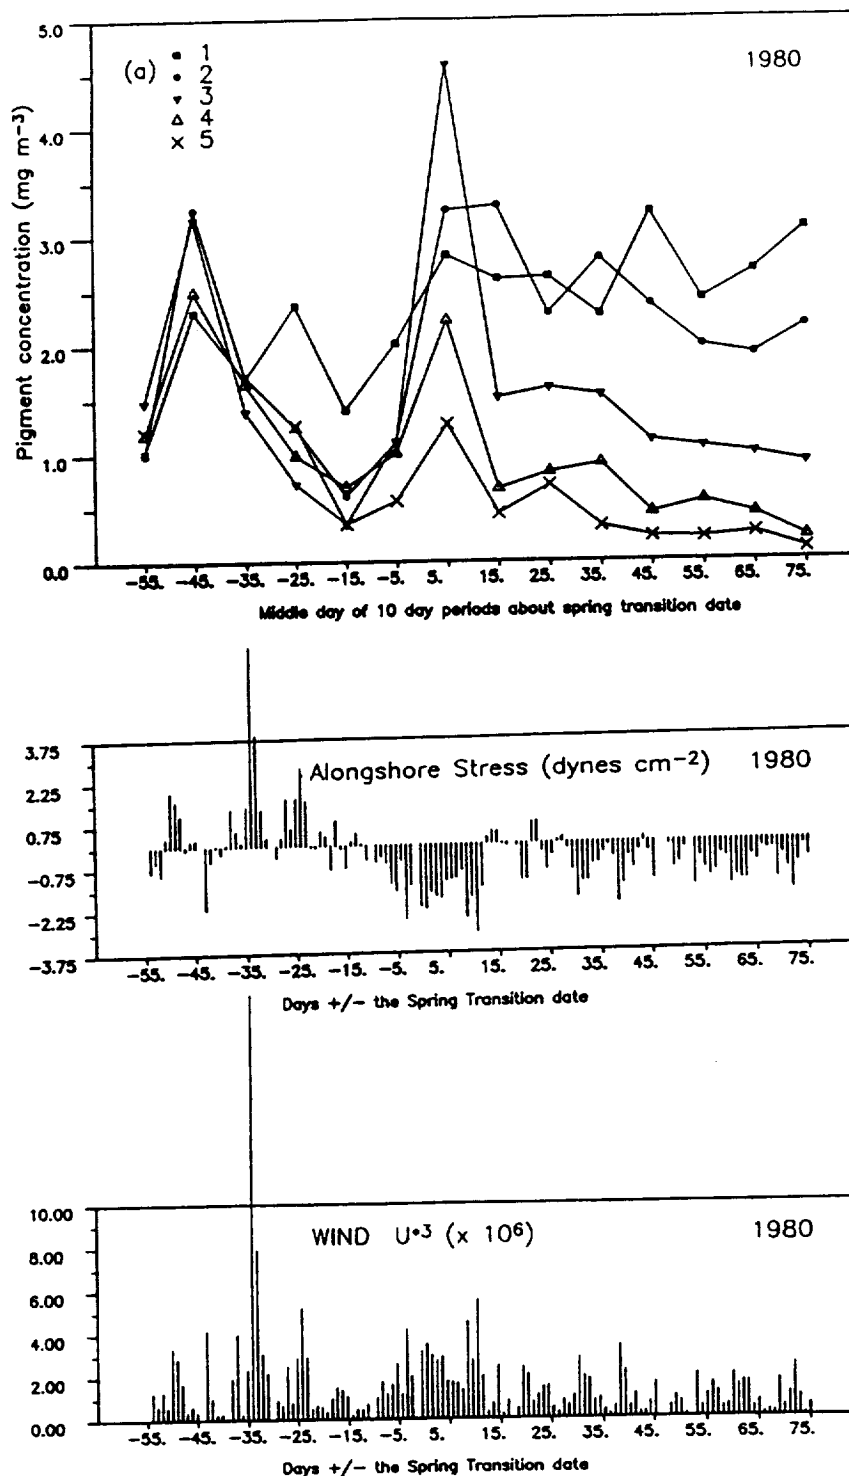 5.0
4.0
3.0
2.0
1.0
0.0
Pigment concentration (mg m⁻³)
(a)
1
2
3
4
5
1980
−55. −45. −35. −25. −15. −5. 5. 15. 25. 35. 45. 55. 65. 75.
Middle day of 10 day periods about spring transition date
3.75
2.25
0.75
−0.75
−2.25
−3.75
Alongshore Stress (dynes cm⁻²) 1980
−55. −45. −35. −25. −15. −5. 5. 15. 25. 35. 45. 55. 65. 75.
Days +/− the Spring Transition date
10.00
8.00
6.00
4.00
2.00
0.00
WIND U*³ (x 10⁶) 1980
−55. −45. −35. −25. −15. −5. 5. 15. 25. 35. 45. 55. 65. 75.
Days +/− the Spring Transition date